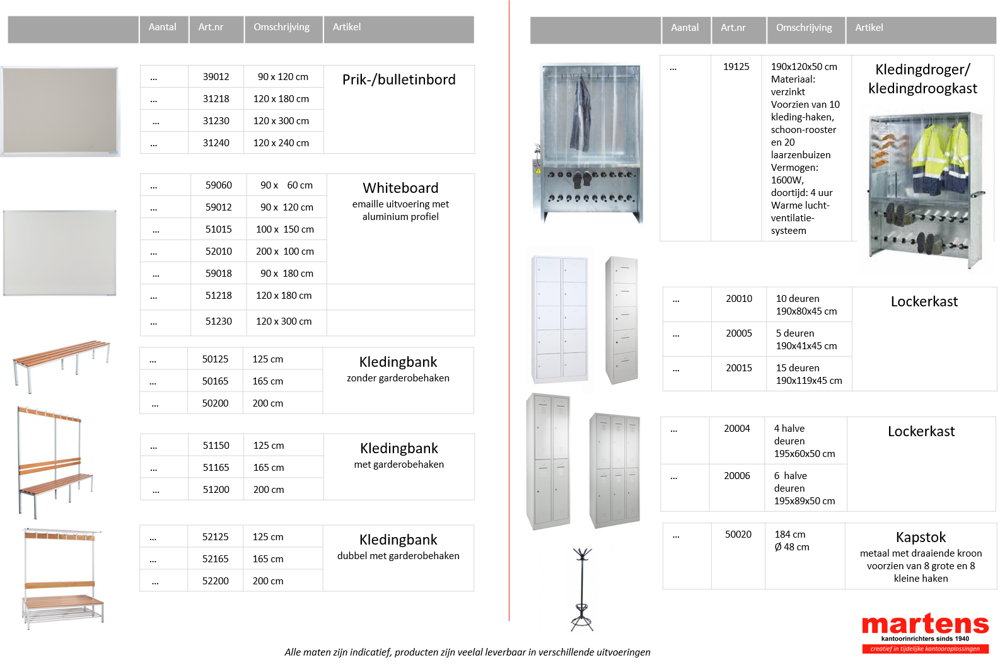 Aantal Art.nr Omschrijving Artikel
... 39012 90 x 120 cm Prik-/bulletinbord
... 31218 120 x 180 cm
... 31230 120 x 300 cm
... 31240 120 x 240 cm
... 59060 90 x 60 cm Whiteboard
emaille uitvoering met
aluminium profiel
... 59012 90 x 120 cm
... 51015 100 x 150 cm
... 52010 200 x 100 cm
... 59018 90 x 180 cm
... 51218 120 x 180 cm
... 51230 120 x 300 cm
... 50125 125 cm Kledingbank
zonder garderobehaken
... 50165 165 cm
... 50200 200 cm
... 51150 125 cm Kledingbank
met garderobehaken
... 51165 165 cm
... 51200 200 cm
... 52125 125 cm Kledingbank
dubbel met garderobehaken
... 52165 165 cm
... 52200 200 cm
Aantal Art.nr Omschrijving Artikel
... 19125 190x120x50 cm
Materiaal:
verzinkt
Voorzien van 10
kleding-haken,
schoon-rooster
en 20
laarzenbuizen
Vermogen:
1600W,
doortijd: 4 uur
Warme lucht-
ventilatie-
systeem
Kledingdroger/
kledingdroogkast
... 20010 10 deuren
190x80x45 cm
Lockerkast
... 20005 5 deuren
190x41x45 cm
... 20015 15 deuren
190x119x45 cm
... 20004 4 halve
deuren
195x60x50 cm
Lockerkast
... 20006 6 halve
deuren
195x89x50 cm
... 50020 184 cm
Ø 48 cm
Kapstok
metaal met draaiende kroon
voorzien van 8 grote en 8
kleine haken
martens
kantoorinrichters sinds 1940
creatief in tijdelijke kantooroplossingen
Alle maten zijn indicatief, producten zijn veelal leverbaar in verschillende uitvoeringen